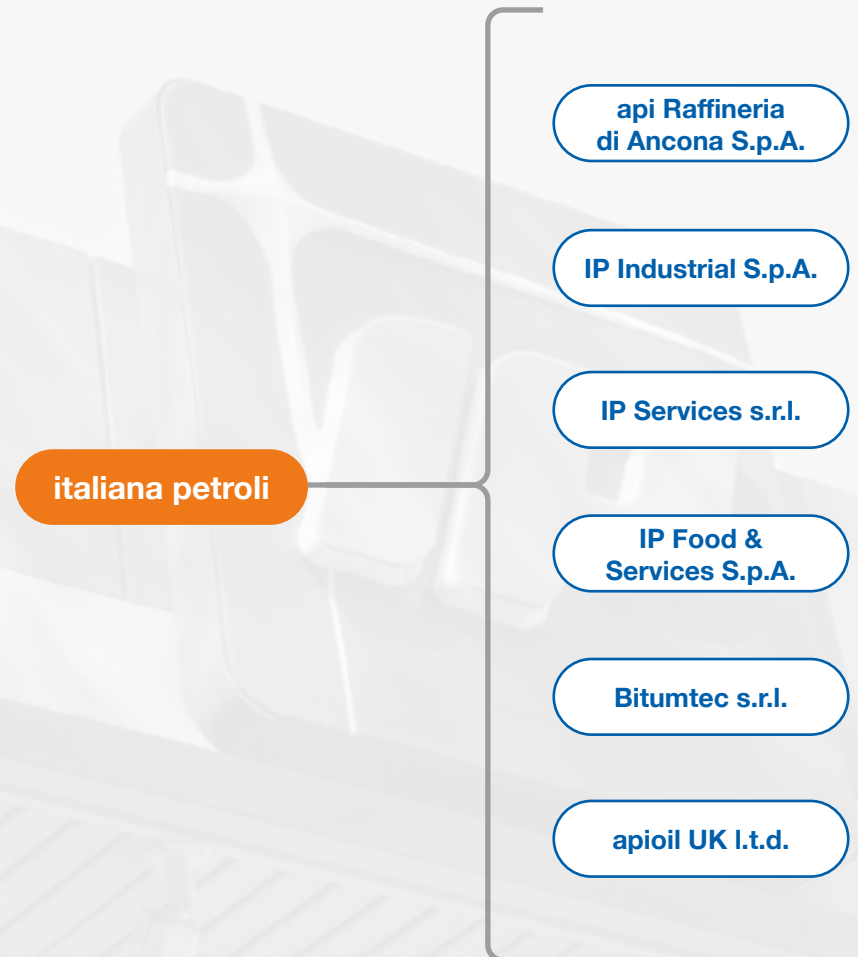 api Raffineria
di Ancona S.p.A.
IP Industrial S.p.A.
IP Services s.r.l.
italiana petroli
IP Food &
Services S.p.A.
Bitumtec s.r.l.
apioil UK l.t.d.